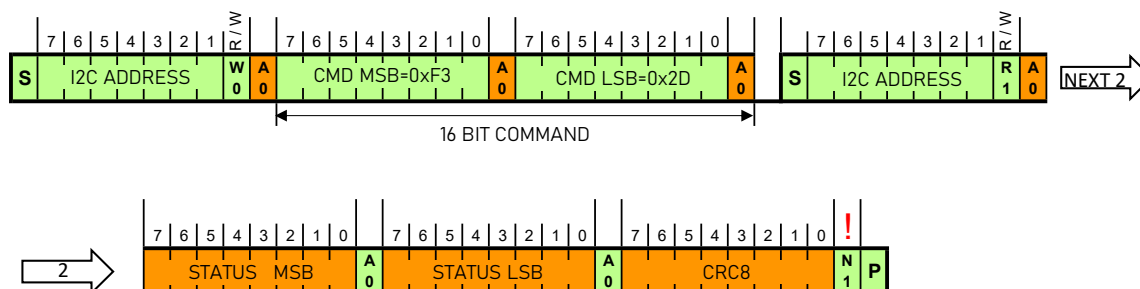 7 6 5 4 3 2 1 R / W 7 6 5 4 3 2 1 0 7 6 5 4 3 2 1 0 7 6 5 4 3 2 1 R / W
S I2C ADDRESS W 0 A 0 CMD MSB=0xF3 A 0 CMD LSB=0x2D A 0 S I2C ADDRESS R 1 A 0 NEXT 2
16 BIT COMMAND
7 6 5 4 3 2 1 0 7 6 5 4 3 2 1 0 7 6 5 4 3 2 1 0 !
2 STATUS MSB A 0 STATUS LSB A 0 CRC8 N 1 P